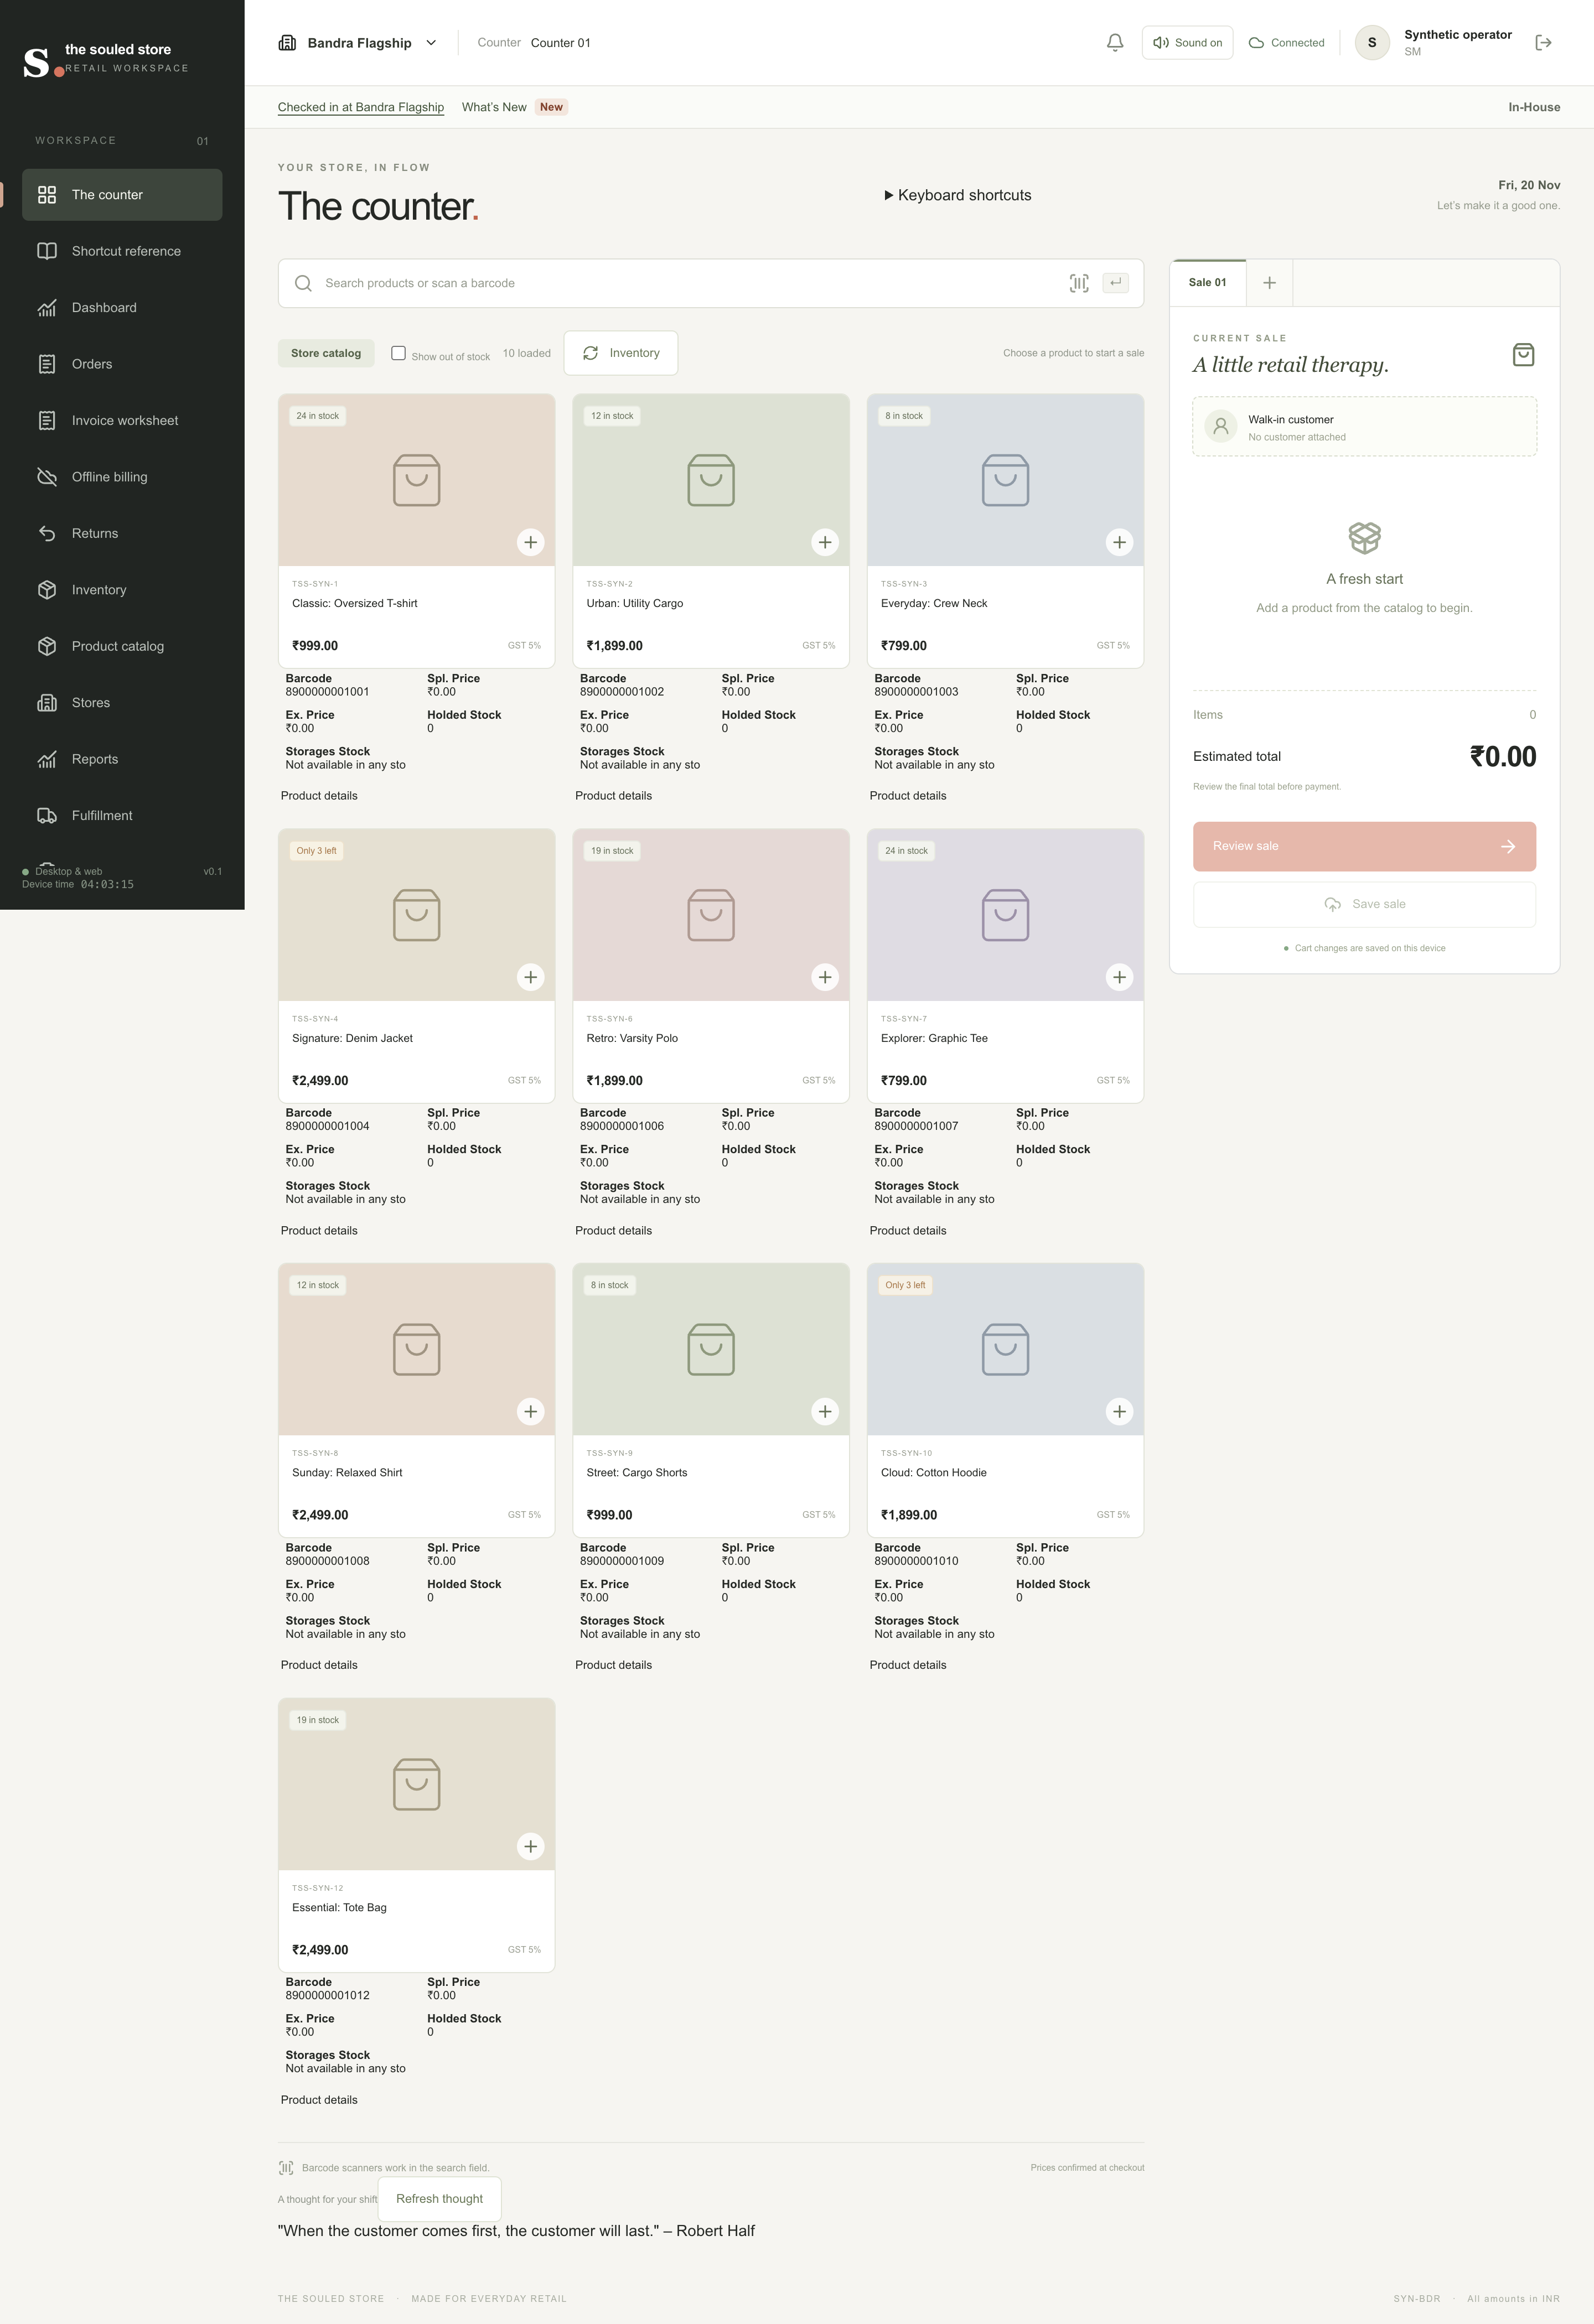 s.
the souled store
RETAIL WORKSPACE
WORKSPACE 01
The counter
Shortcut reference
Dashboard
Orders
Invoice worksheet
Offline billing
Returns
Inventory
Product catalog
Stores
Reports
Fulfillment
Desktop & web v0.1
Device time 04:03:15
Bandra Flagship
Counter Counter 01
Sound on
Connected
S
Synthetic operator
SM
Checked in at Bandra Flagship
What's New New
In-House
YOUR STORE, IN FLOW
The counter.
Keyboard shortcuts
Fri, 20 Nov
Let's make it a good one.
Search products or scan a barcode
Store catalog
Show out of stock
10 loaded
Inventory
Choose a product to start a sale
24 in stock
TSS-SYN-1
Classic: Oversized T-shirt
₹999.00 GST 5%
Barcode Spl. Price
8900000001001 ₹0.00
Ex. Price Holded Stock
₹0.00 0
Storages Stock
Not available in any sto
Product details
12 in stock
TSS-SYN-2
Urban: Utility Cargo
₹1,899.00 GST 5%
Barcode Spl. Price
8900000001002 ₹0.00
Ex. Price Holded Stock
₹0.00 0
Storages Stock
Not available in any sto
Product details
8 in stock
TSS-SYN-3
Everyday: Crew Neck
₹799.00 GST 5%
Barcode Spl. Price
8900000001003 ₹0.00
Ex. Price Holded Stock
₹0.00 0
Storages Stock
Not available in any sto
Product details
Only 3 left
TSS-SYN-4
Signature: Denim Jacket
₹2,499.00 GST 5%
Barcode Spl. Price
8900000001004 ₹0.00
Ex. Price Holded Stock
₹0.00 0
Storages Stock
Not available in any sto
Product details
19 in stock
TSS-SYN-6
Retro: Varsity Polo
₹1,899.00 GST 5%
Barcode Spl. Price
8900000001006 ₹0.00
Ex. Price Holded Stock
₹0.00 0
Storages Stock
Not available in any sto
Product details
24 in stock
TSS-SYN-7
Explorer: Graphic Tee
₹799.00 GST 5%
Barcode Spl. Price
8900000001007 ₹0.00
Ex. Price Holded Stock
₹0.00 0
Storages Stock
Not available in any sto
Product details
12 in stock
TSS-SYN-8
Sunday: Relaxed Shirt
₹2,499.00 GST 5%
Barcode Spl. Price
8900000001008 ₹0.00
Ex. Price Holded Stock
₹0.00 0
Storages Stock
Not available in any sto
Product details
8 in stock
TSS-SYN-9
Street: Cargo Shorts
₹999.00 GST 5%
Barcode Spl. Price
8900000001009 ₹0.00
Ex. Price Holded Stock
₹0.00 0
Storages Stock
Not available in any sto
Product details
Only 3 left
TSS-SYN-10
Cloud: Cotton Hoodie
₹1,899.00 GST 5%
Barcode Spl. Price
8900000001010 ₹0.00
Ex. Price Holded Stock
₹0.00 0
Storages Stock
Not available in any sto
Product details
19 in stock
TSS-SYN-12
Essential: Tote Bag
₹2,499.00 GST 5%
Barcode Spl. Price
8900000001012 ₹0.00
Ex. Price Holded Stock
₹0.00 0
Storages Stock
Not available in any sto
Product details
Sale 01
CURRENT SALE
A little retail therapy.
Walk-in customer
No customer attached
A fresh start
Add a product from the catalog to begin.
Items 0
Estimated total ₹0.00
Review the final total before payment.
Review sale
Save sale
Cart changes are saved on this device
Barcode scanners work in the search field.
Prices confirmed at checkout
A thought for your shift
Refresh thought
"When the customer comes first, the customer will last." – Robert Half
THE SOULED STORE · MADE FOR EVERYDAY RETAIL
SYN-BDR · All amounts in INR